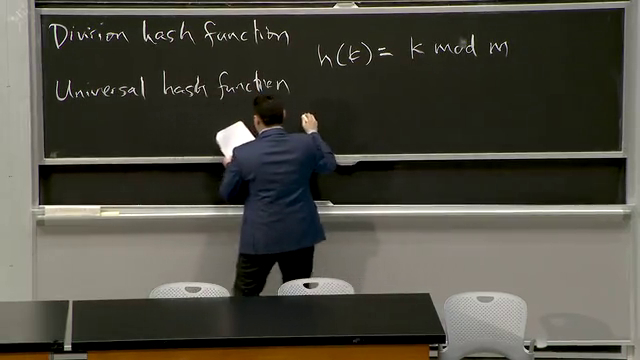 Division hash function
h(k) = k mod m
Universal hash function